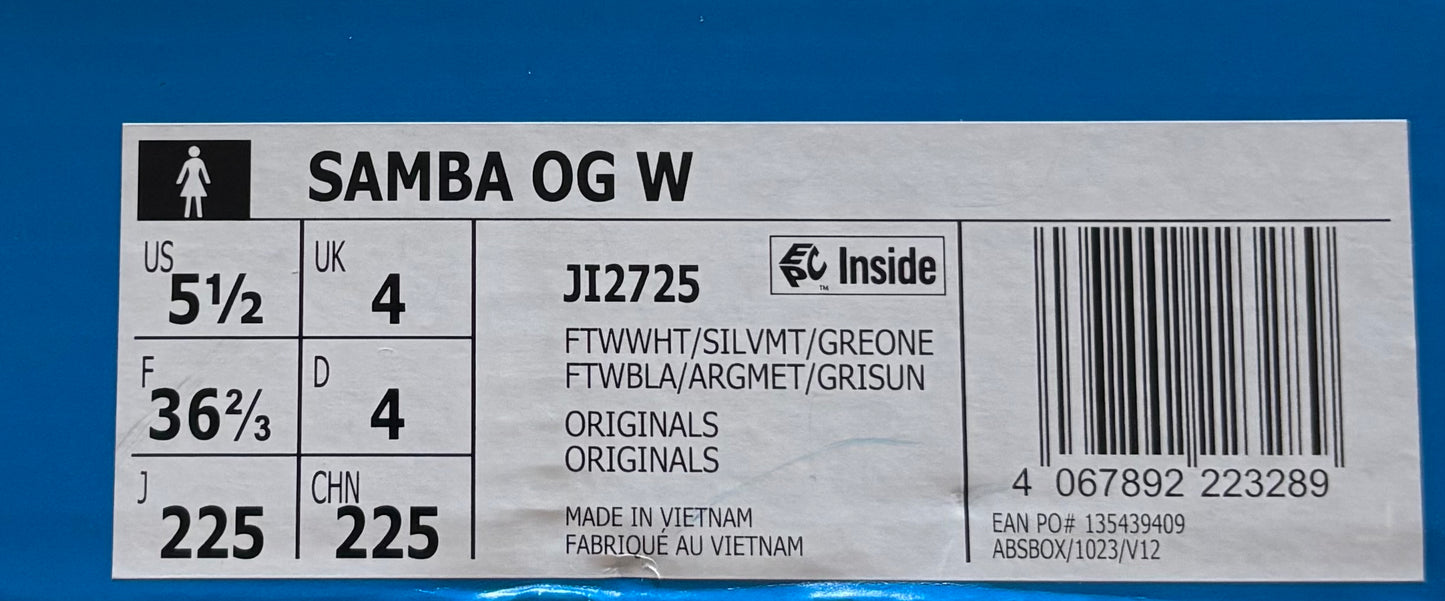 SAMBA OG W
US
5½
UK
4
F
36⅔
D
4
J
225
CHN
225
JI2725
EPC™ Inside
FTWWHT/SILVMT/GREONE
FTWBLA/ARGMET/GRISUN
ORIGINALS
ORIGINALS
MADE IN VIETNAM
FABRIQUÉ AU VIETNAM
4 067892 223289
EAN PO# 135439409
ABSBOX/1023/V12